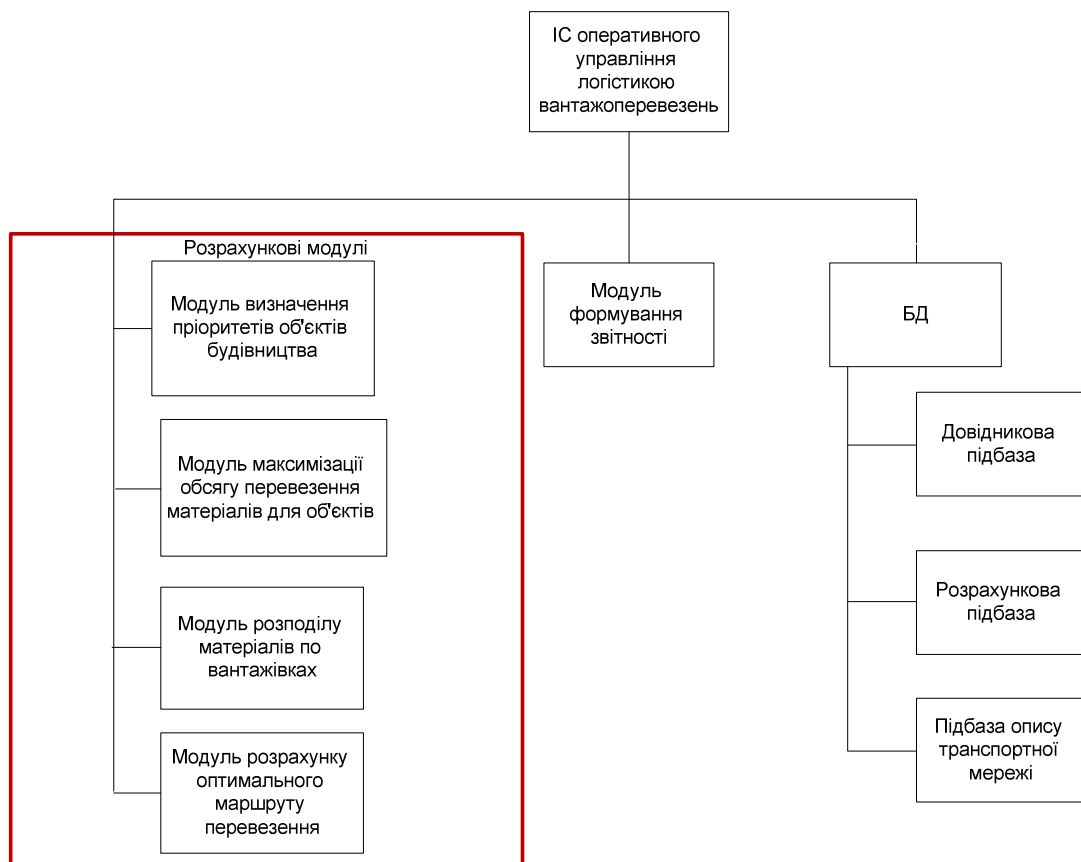 ІС оперативного
управління
логістикою
вантажоперевезень
Розрахункові модулі
Модуль визначення
пріоритетів об'єктів
будівництва
Модуль максимізації
обсягу перевезення
матеріалів для об'єктів
Модуль розподілу
матеріалів по
вантажівках
Модуль розрахунку
оптимального
маршруту
перевезення
Модуль
формування
звітності
БД
Довідникова
підбаза
Розрахункова
підбаза
Підбаза опису
транспортної
мережі